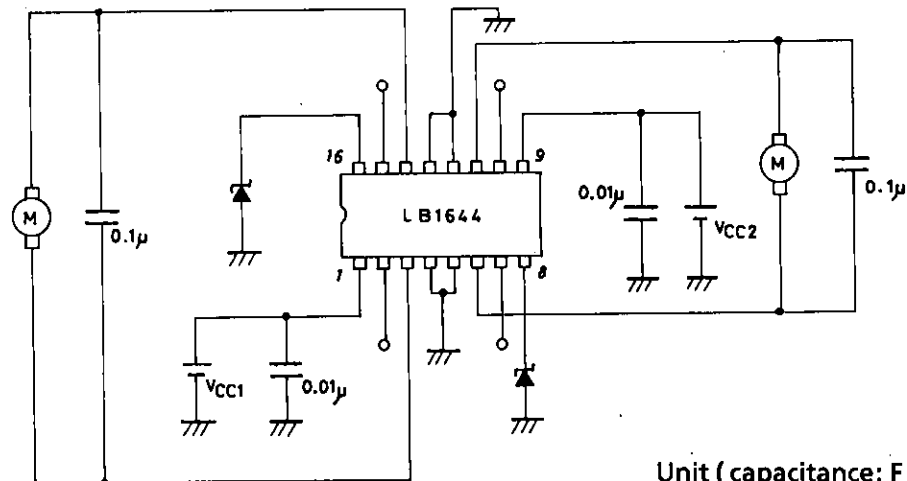 16
9
M
0.1μ
LB1644
0.01μ
VCC2
M
0.1μ
1
8
VCC1
0.01μ
Unit (capacitance: F